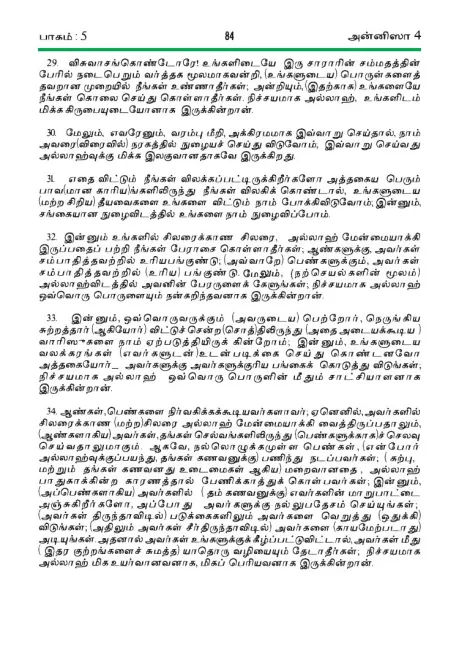 பாகம் : 5 84 அன்னிஸா 4
29. விசுவாசங்கொண்டோரே! உங்களிடையே இரு சாராரின் சம்மதத்தின்
பேரில் நடைபெறும் வர்த்தக மூலமாகவன்றி, (உங்களுடைய) பொருள்களைத்
தவறான முறையில் நீங்கள் உண்ணாதீர்கள்; அன்றியும், (இதற்காக) உங்களையே
நீங்கள் கொலை செய்து கொள்ளாதீர்கள். நிச்சயமாக அல்லாஹ், உங்களிடம்
மிக்க கிருபையுடையோனாக இருக்கின்றான்.
30. மேலும், எவரேனும், வரம்பு மீறி, அக்கிரமமாக இவ்வாறு செய்தால், நாம்
அவரை(விரைவில்) நரகத்தில் நுழையச் செய்து விடுவோம்; இவ்வாறு செய்வது
அல்லாஹ்வுக்கு மிக்க இலகுவானதாகவே இருக்கிறது.
31. எதை விட்டும் நீங்கள் விலக்கப்பட்டிருக்கிறீர்களோ அத்தகைய பெரும்
பாவ(மான காரிய)ங்களிலிருந்து நீங்கள் விலகிக் கொண்டால், உங்களுடைய
(மற்ற சிறிய) தீயவைகளை உங்களை விட்டும் நாம் போக்கிவிடுவோம்; இன்னும்,
சங்கையான நுழைவிடத்தில் உங்களை நாம் நுழைவிப்போம்.
32. இன்னும் உங்களில் சிலரைக்காண சிலரை, அல்லாஹ் மேன்மையாக்கி
இருப்பதைப் பற்றி நீங்கள் பேராசை கொள்ளாதீர்கள்; ஆண்களுக்கு, அவர்கள்
சம்பாதித்தவற்றில் உரியபங்குண்டு; (அவ்வாறே) பெண்களுக்கும், அவர்கள்
சம்பாதித்தவற்றில் (உரிய) பங்குண்டு. மேலும், (நற்செயல்களின் மூலம்)
அல்லாஹ்விடத்தில் அவனின் பேரருளைக் கேளுங்கள்; நிச்சயமாக அல்லாஹ்
ஒவ்வொரு பொருளையும் நன்கறிந்தவனாக இருக்கின்றான்.
33. இன்னும், ஒவ்வொருவருக்கும் (அவருடைய) பெற்றோர், நெருங்கிய
சுற்றத்தார் (ஆகியோர்) விட்டுச் சென்ற(சொத்)திலிருந்து (அதை அடையக்கூடிய )
வாரிஸுகளை நாம் ஏற்படுத்தியிருக் கின்றோம்; இன்னும், உங்களுடைய
வலக்கரங்கள் (எவர்களுடன்)உடன்படிக்கை செய்து கொண்டனவோ
அத்தகையோர்_ அவர்களுக்கு அவர்களுக்குரிய பங்கைக் கொடுத்து விடுங்கள்;
நிச்சயமாக அல்லாஹ் ஒவ்வொரு பொருளின் மீதும் சாட்சியாளனாக
இருக்கின்றான்.
34. ஆண்கள்,பெண்களை நிர்வகிக்கக்கூடியவர்களாவர்; ஏனெனில், அவர்களில்
சிலரைக்காண (மற்ற)சிலரை அல்லாஹ் மேன்மையாக்கி வைத்திருப்பதாலும்,
(ஆண்களாகிய) அவர்கள், தங்கள் செல்வங்களிலிருந்து (பெண்களுக்காக)ச் செலவு
செய்வதாலுமாகும். ஆகவே, நல்லொழுக்கமுள்ள பெண்கள், (என்போர்
அல்லாஹ்வுக்குப்பயந்து, தங்கள் கணவனுக்கு) பணிந்து நடப்பவர்கள்; ( கற்பு,
மற்றும் தங்கள் கணவனது உடைமைகள் ஆகிய) மறைவானதை , அல்லாஹ்
பாதுகாக்கின்ற காரணத்தால் பேணிக்காத்துக் கொள்பவர்கள்; இன்னும்,
(அப்பெண்களாகிய) அவர்களில் ( தம் கணவனுக்கு) எவர்களின் மாறுபாட்டை
அஞ்சுகிறீர்களோ, அப்போது அவர்களுக்கு நல்லுபதேசம் செய்யுங்கள்;
(அவர்கள் திருந்தாவிடில்) படுக்கைகளிலும் அவர்களை வெறுத்து (ஒதுக்கி)
விடுங்கள்; (அதிலும் அவர்கள் சீர்திருந்தாவிடில்) அவர்களை (காயமேற்படாது)
அடியுங்கள். அதனால் அவர்கள் உங்களுக்குக்கீழ்ப்பட்டுவிட்டால், அவர்கள் மீது
( இதர குற்றங்களைச் சுமத்த) யாதொரு வழியையும் தேடாதீர்கள்; நிச்சயமாக
அல்லாஹ் மிக உயர்வானவனாக, மிகப் பெரியவனாக இருக்கின்றான்.